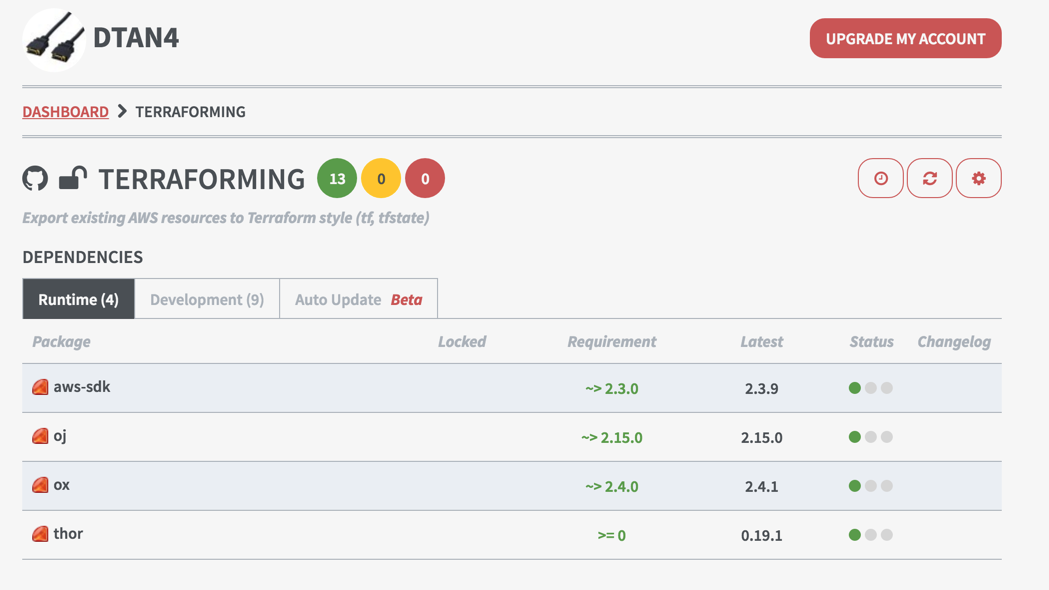 DTAN4
UPGRADE MY ACCOUNT
DASHBOARD TERRAFORMING
TERRAFORMING 13 0 0
Export existing AWS resources to Terraform style (tf, tfstate)
DEPENDENCIES
Runtime (4) Development (9) Auto Update Beta
Package Locked Requirement Latest Status Changelog
aws-sdk ~> 2.3.0 2.3.9
oj ~> 2.15.0 2.15.0
ox ~> 2.4.0 2.4.1
thor >= 0 0.19.1